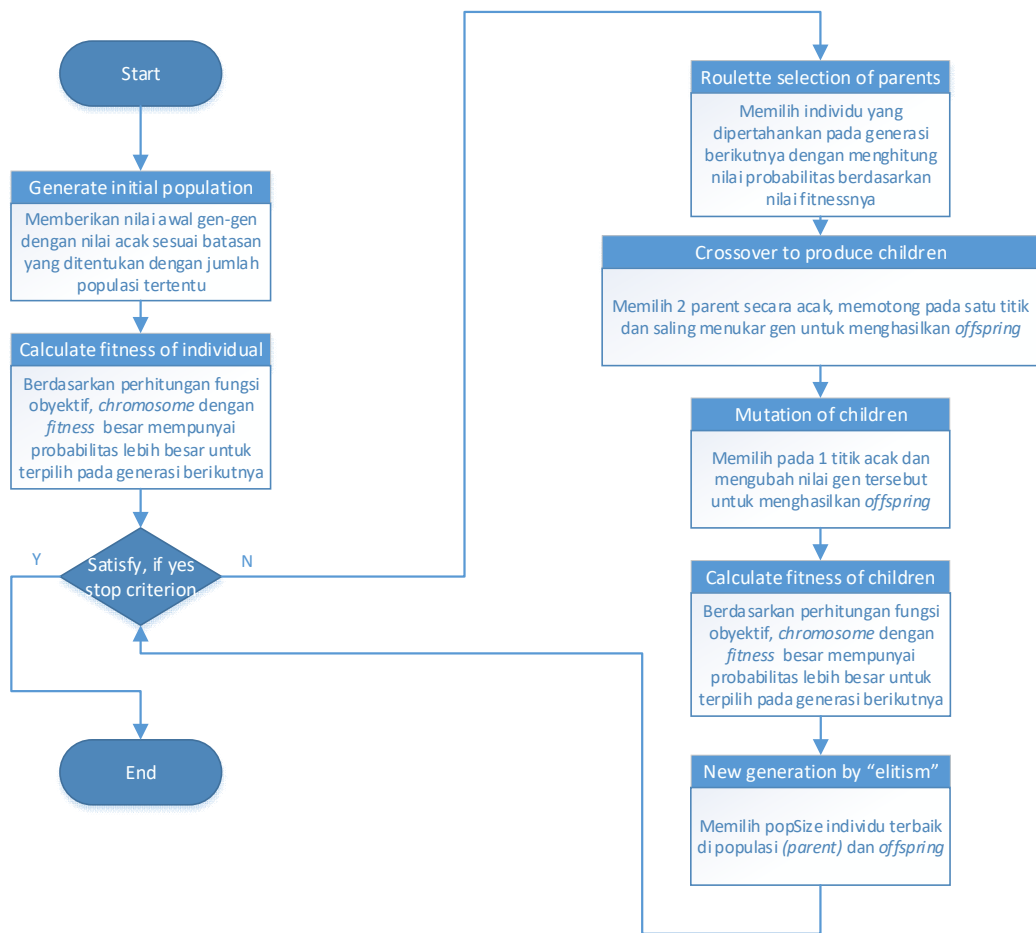 Start
Generate initial population
Memberikan nilai awal gen-gen
dengan nilai acak sesuai batasan
yang ditentukan dengan jumlah
populasi tertentu
Calculate fitness of individual
Berdasarkan perhitungan fungsi
obyektif, chromosome dengan
fitness besar mempunyai
probabilitas lebih besar untuk
terpilih pada generasi berikutnya
Y
N
Satisfy, if yes
stop criterion
End
Roulette selection of parents
Memilih individu yang
dipertahankan pada generasi
berikutnya dengan menghitung
nilai probabilitas berdasarkan
nilai fitnessnya
Crossover to produce children
Memilih 2 parent secara acak, memotong pada satu titik
dan saling menukar gen untuk menghasilkan offspring
Mutation of children
Memilih pada 1 titik acak dan
mengubah nilai gen tersebut
untuk menghasilkan offspring
Calculate fitness of children
Berdasarkan perhitungan fungsi
obyektif, chromosome dengan
fitness besar mempunyai
probabilitas lebih besar untuk
terpilih pada generasi berikutnya
New generation by “elitism”
Memilih popSize individu terbaik
di populasi (parent) dan offspring